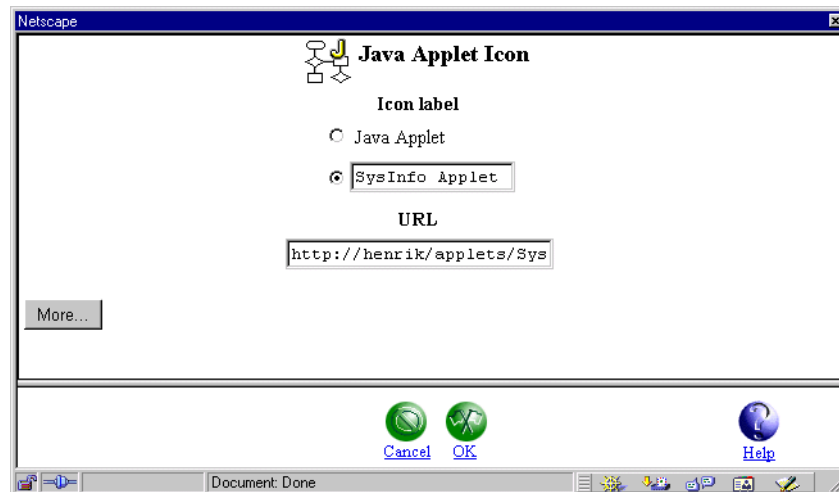 Netscape
Java Applet Icon
Icon label
Java Applet
SysInfo Applet
URL
http://henrik/applets/Sys
More...
Cancel OK Help
Document: Done